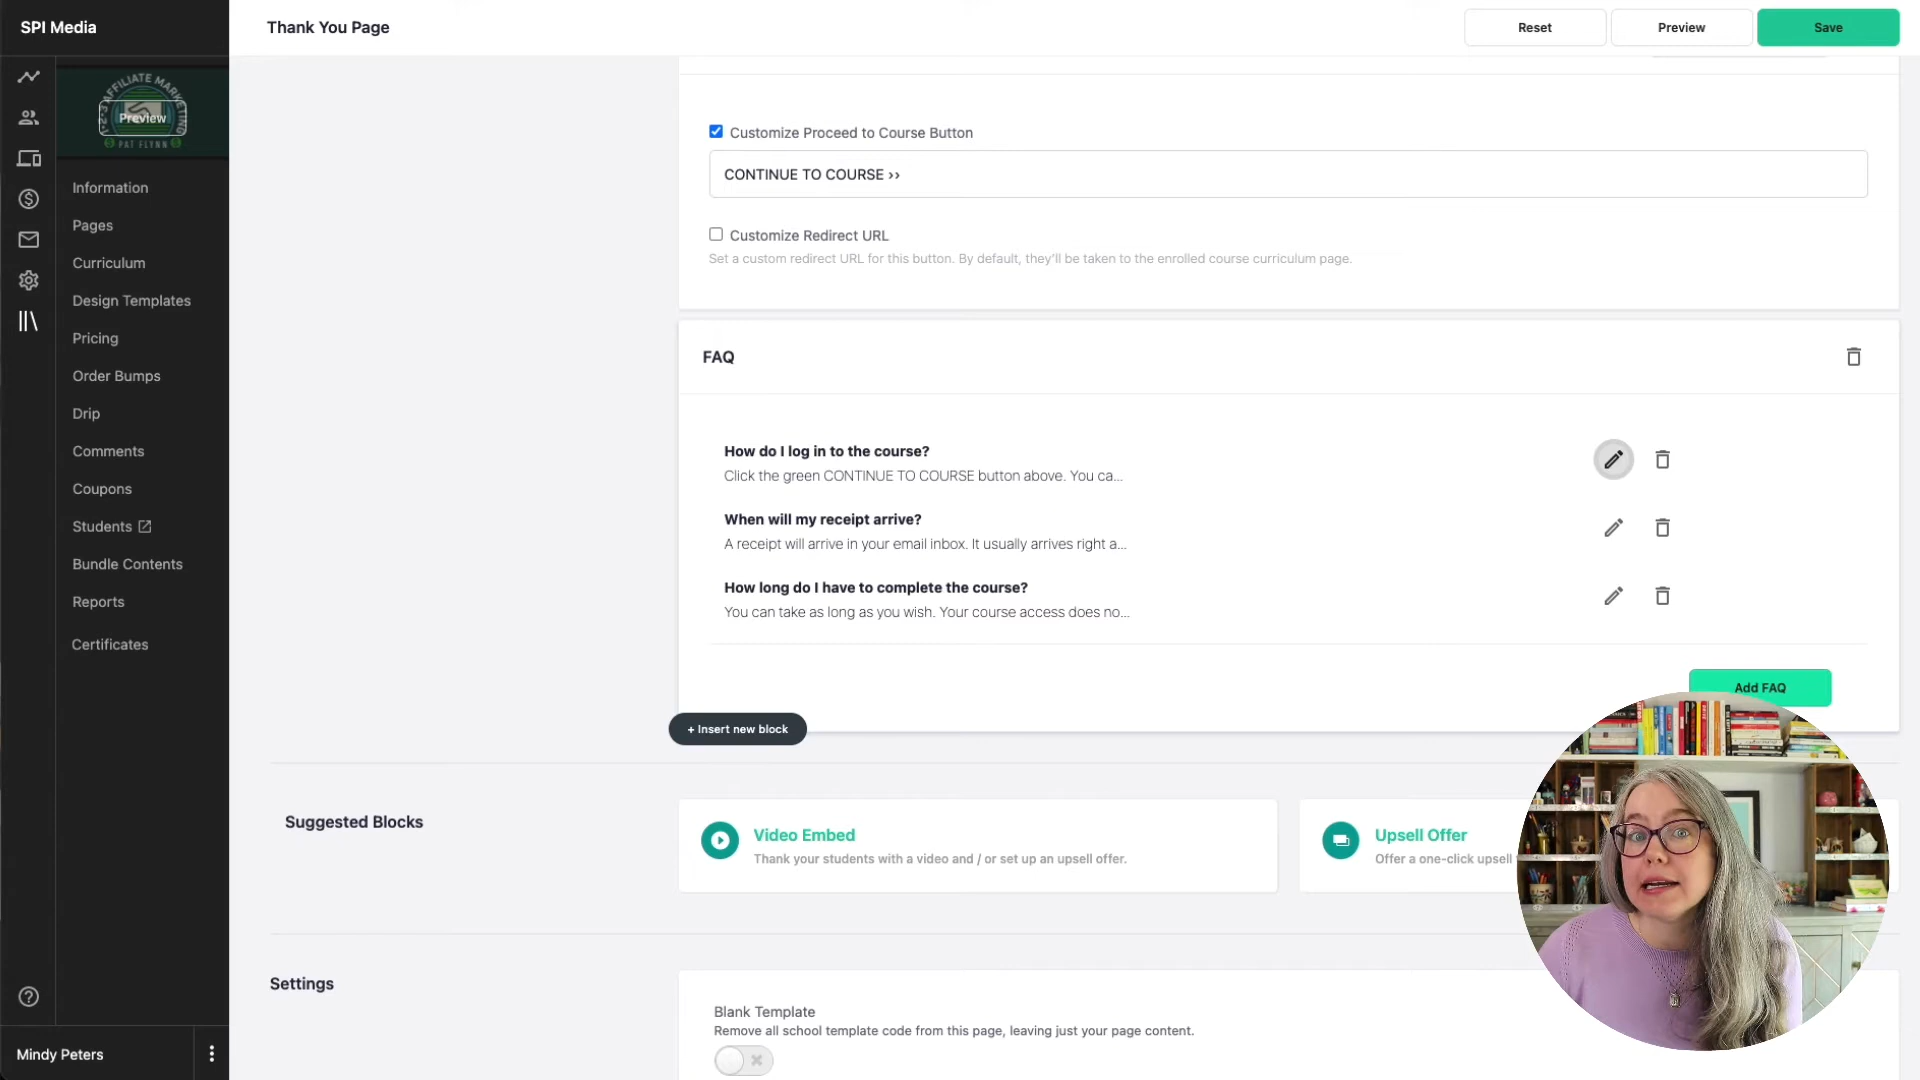 SPI Media
Thank You Page
Reset
Preview
Save
1-2-3 AFFILIATE MARKETING
Preview
PAT FLYNN
Information
Pages
Curriculum
Design Templates
Pricing
Order Bumps
Drip
Comments
Coupons
Students
Bundle Contents
Reports
Certificates
Mindy Peters
Customize Proceed to Course Button
CONTINUE TO COURSE ››
Customize Redirect URL
Set a custom redirect URL for this button. By default, they'll be taken to the enrolled course curriculum page.
FAQ
How do I log in to the course?
Click the green CONTINUE TO COURSE button above. You ca...
When will my receipt arrive?
A receipt will arrive in your email inbox. It usually arrives right a...
How long do I have to complete the course?
You can take as long as you wish. Your course access does no...
Add FAQ
+ Insert new block
Suggested Blocks
Video Embed
Thank your students with a video and / or set up an upsell offer.
Upsell Offer
Offer a one-click upsell
Settings
Blank Template
Remove all school template code from this page, leaving just your page content.